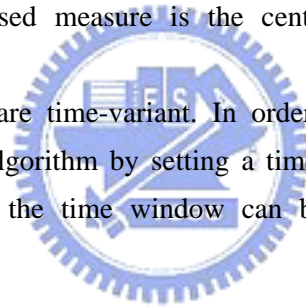 sed measure is the cent
are time-variant. In order
lgorithm by setting a tim
the time window can b